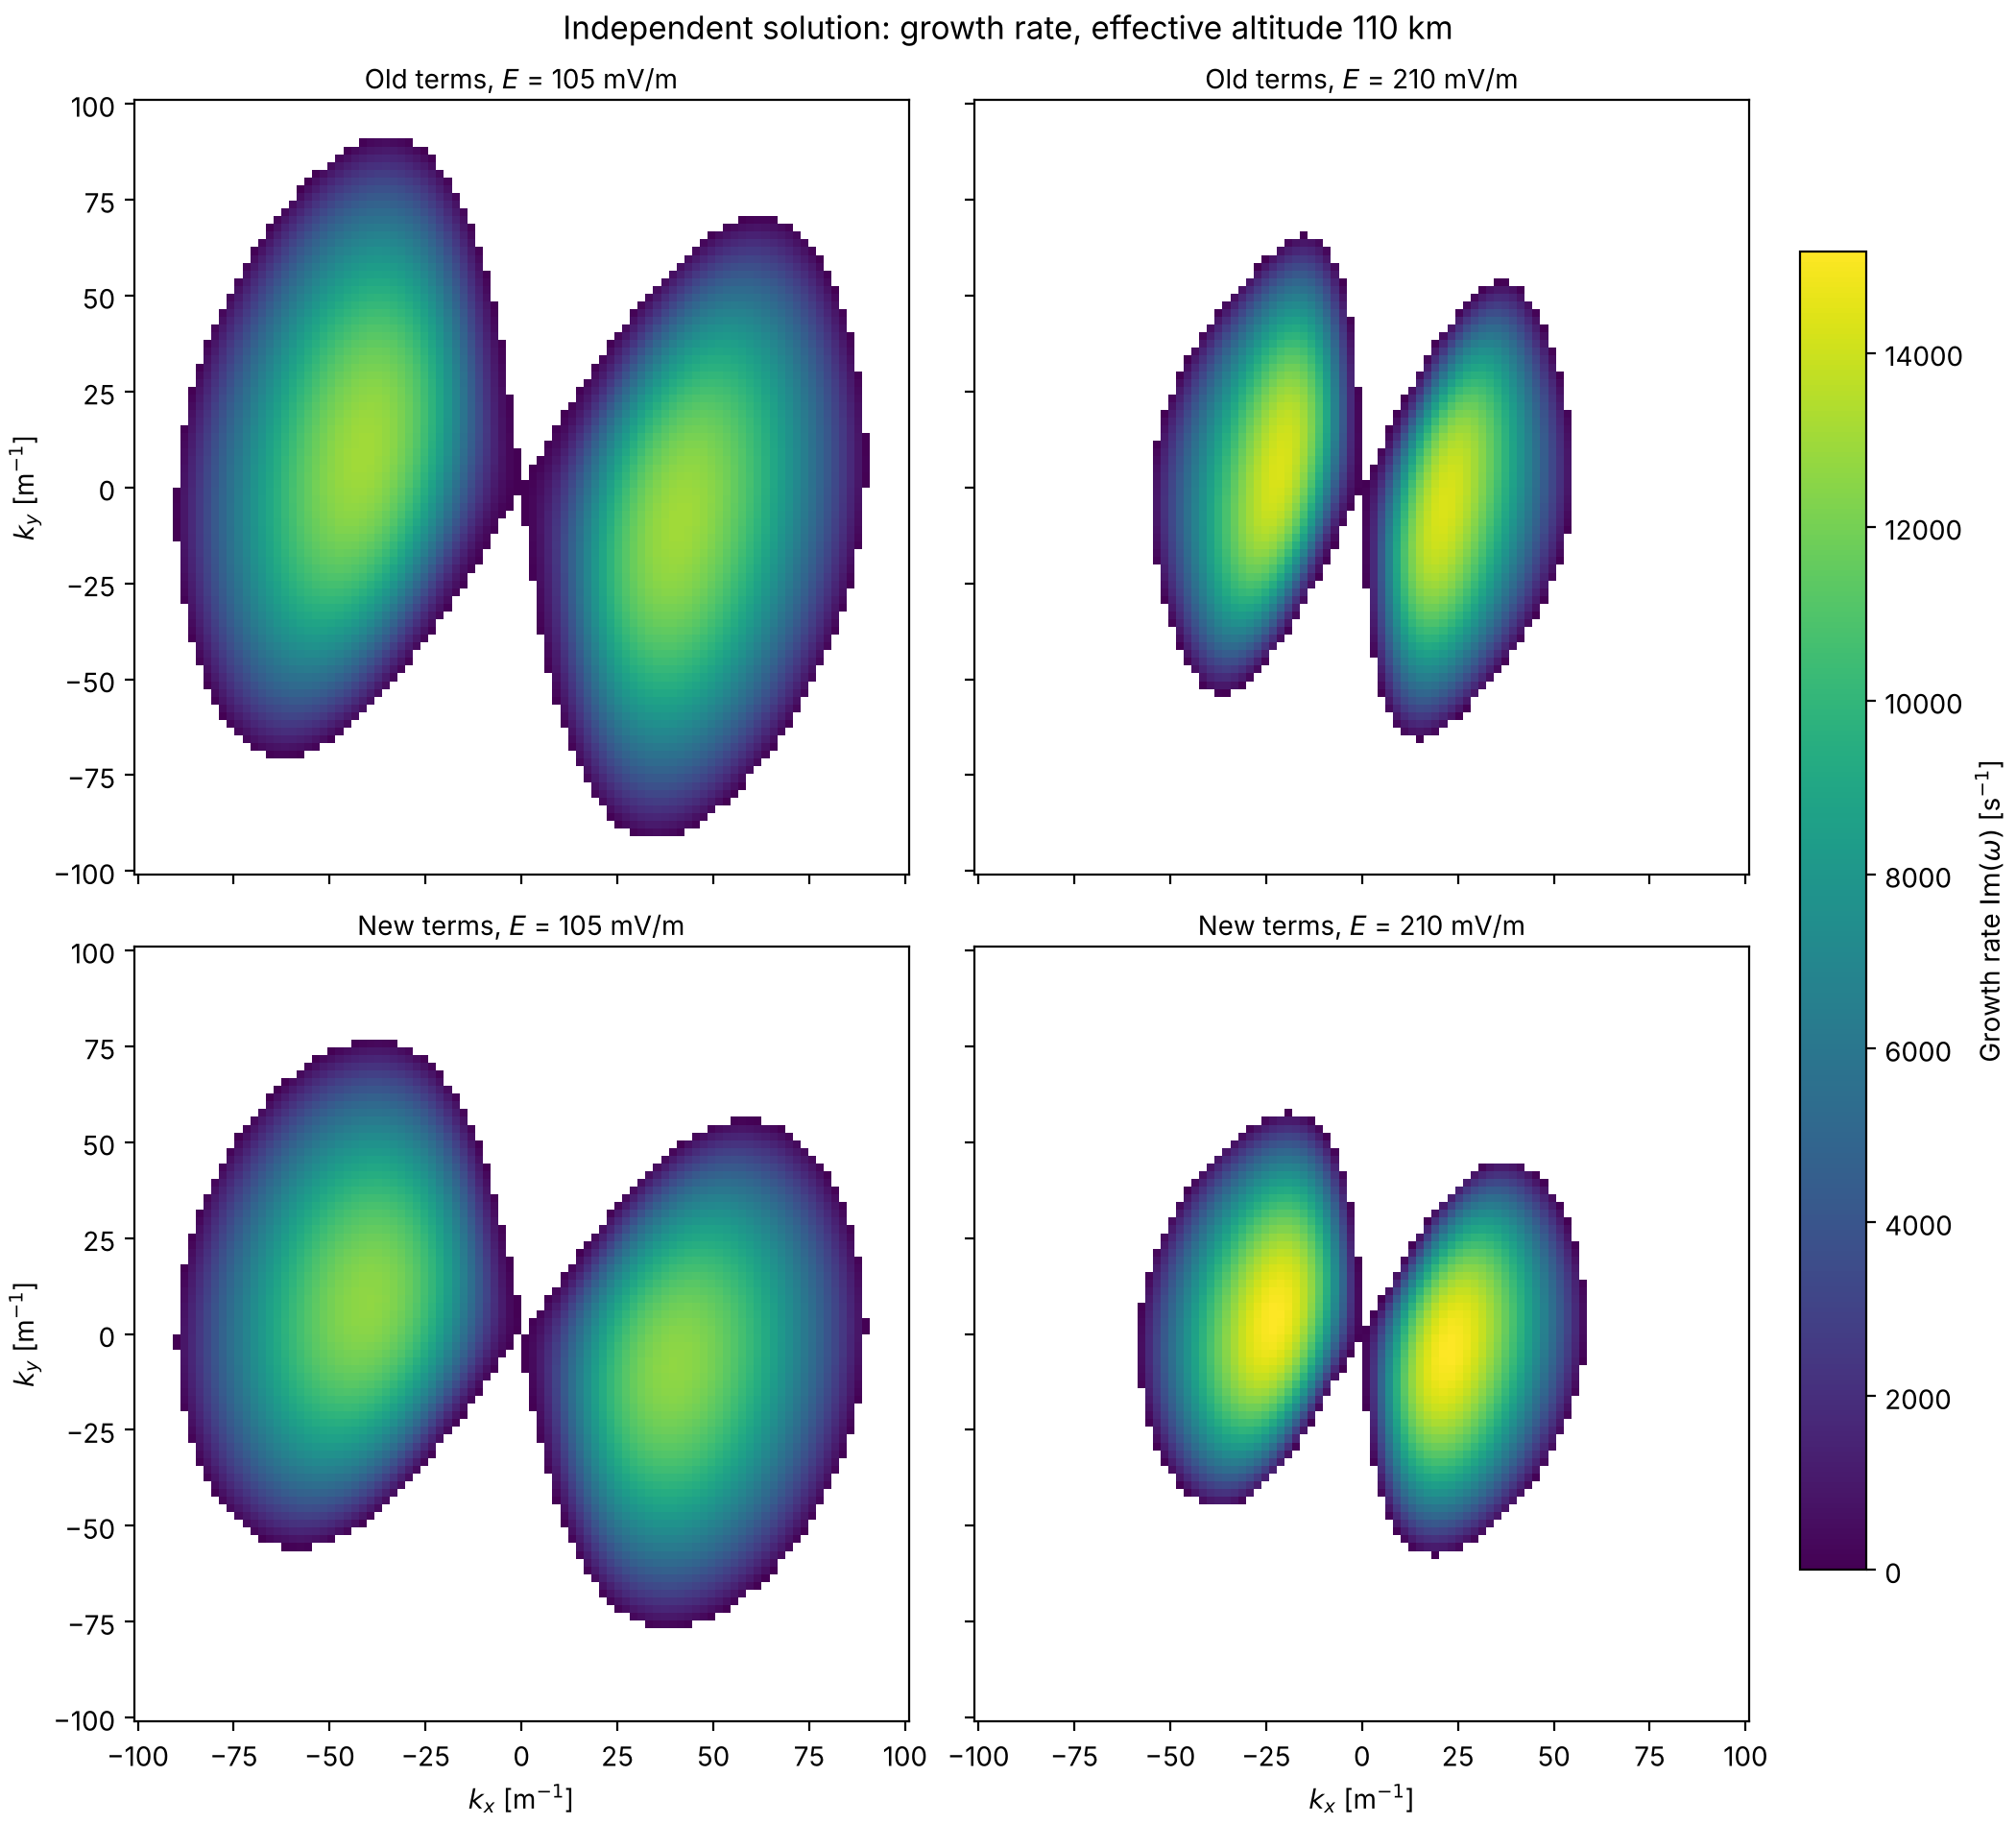 Independent solution: growth rate, effective altitude 110 km
Old terms, E = 105 mV/m
Old terms, E = 210 mV/m
100
75
50
25
0
−25
−50
−75
−100
k_y [m⁻¹]
14000
12000
10000
8000
6000
4000
2000
0
Growth rate Im(ω) [s⁻¹]
New terms, E = 105 mV/m
New terms, E = 210 mV/m
100
75
50
25
0
−25
−50
−75
−100
k_y [m⁻¹]
−100 −75 −50 −25 0 25 50 75 100
−100 −75 −50 −25 0 25 50 75 100
k_x [m⁻¹]
k_x [m⁻¹]